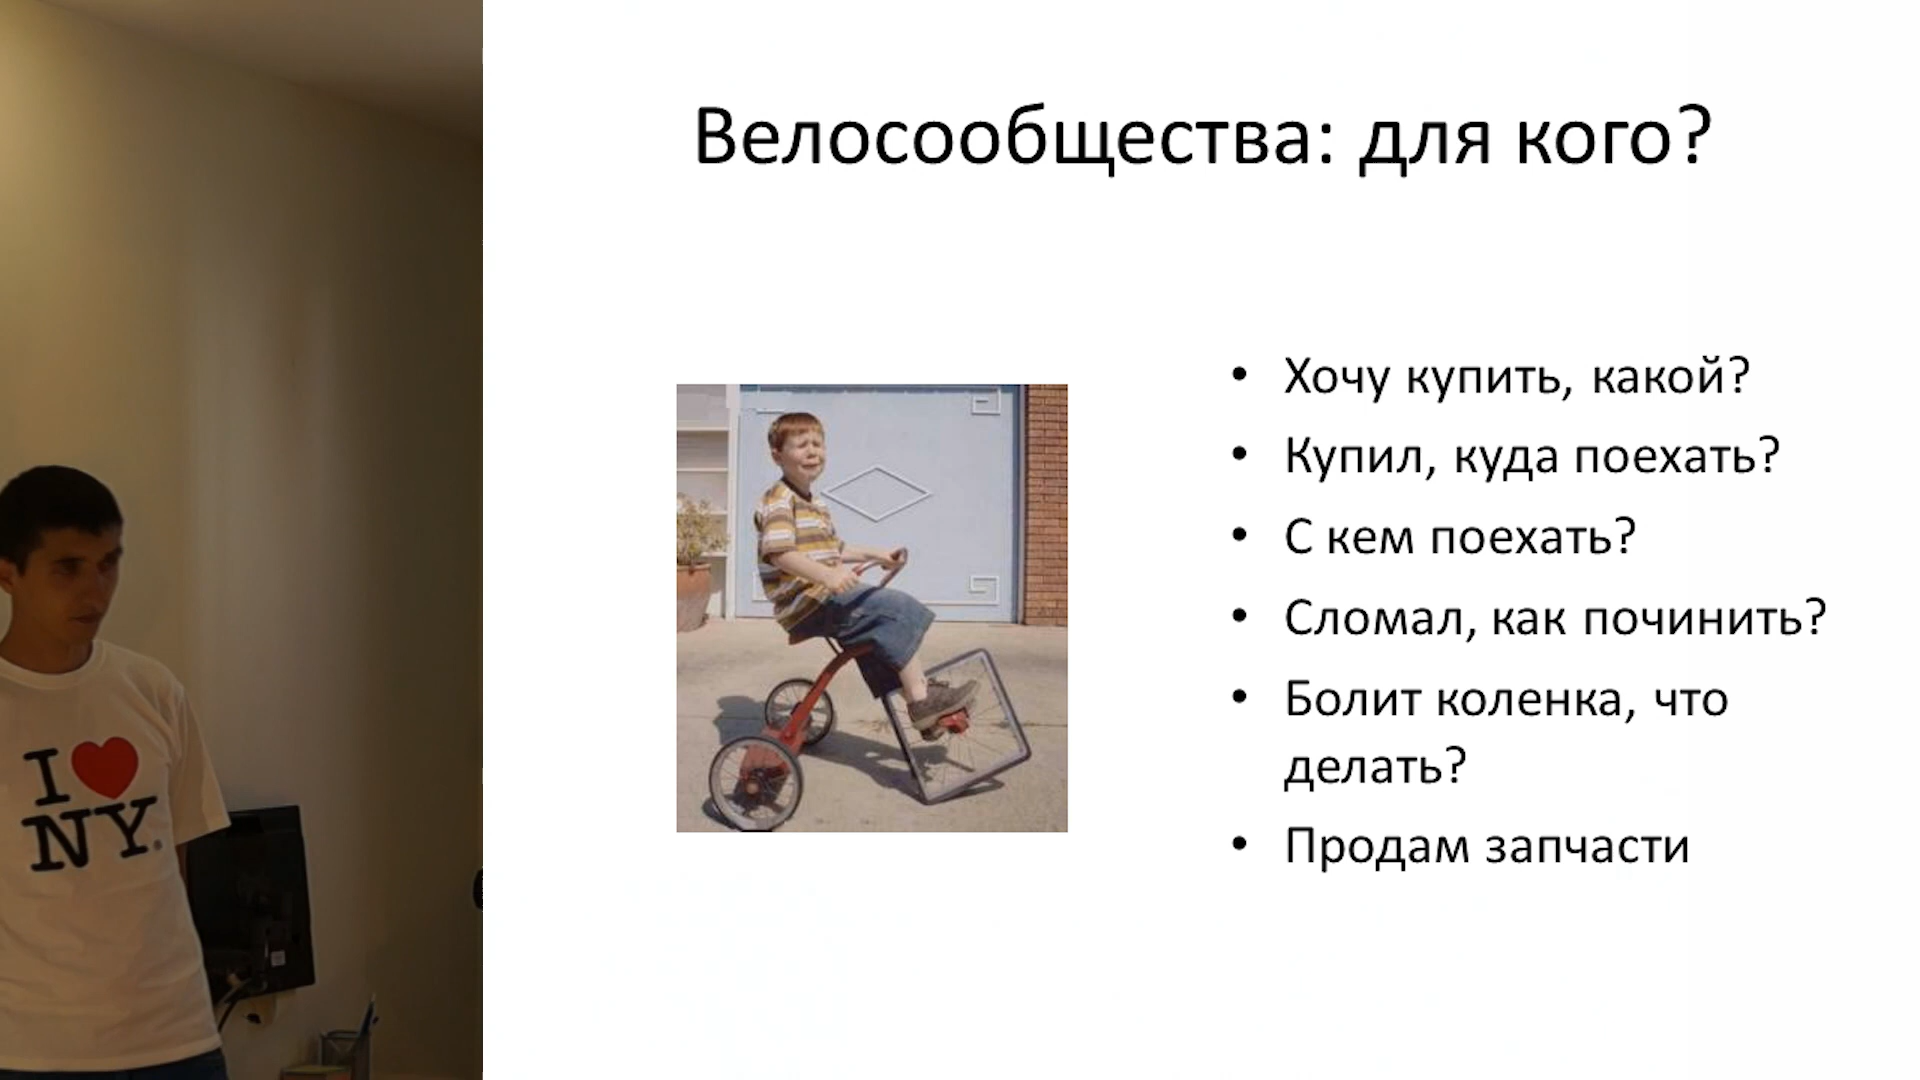 Велосообщества: для кого?
• Хочу купить, какой?
• Купил, куда поехать?
• С кем поехать?
• Сломал, как починить?
• Болит коленка, что
делать?
• Продам запчасти
I ❤
NY®